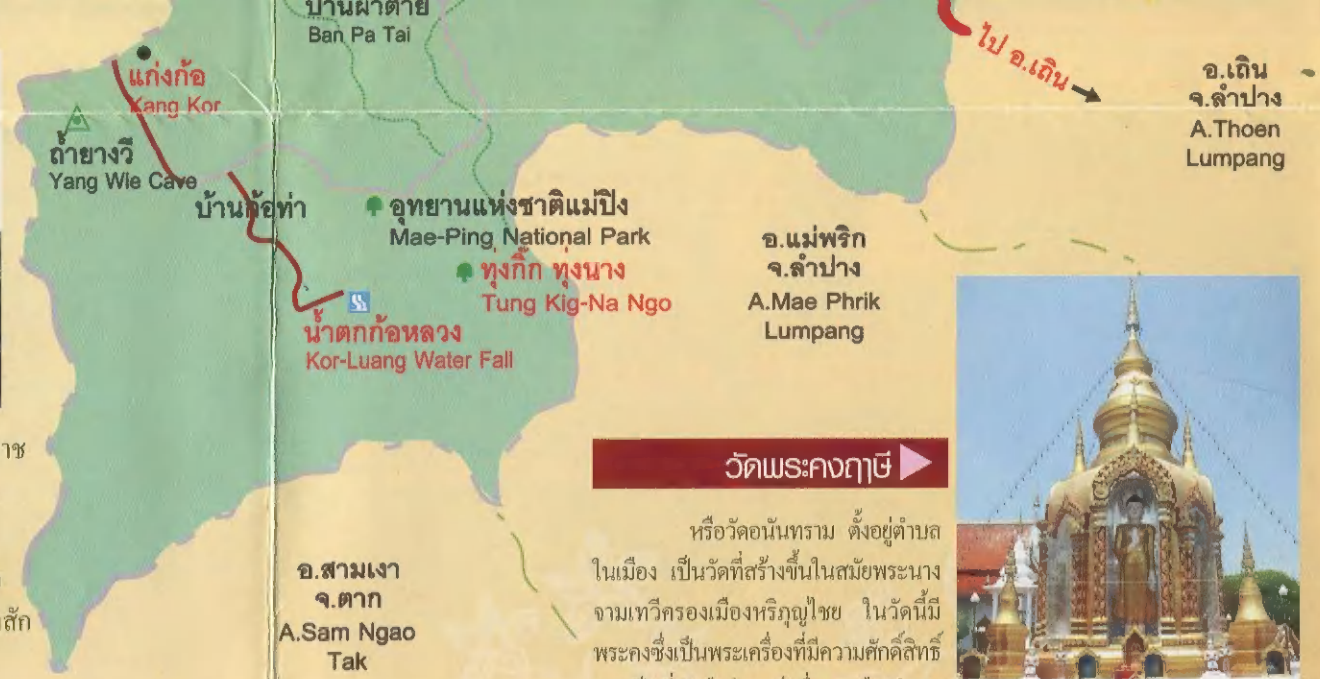 บ้านผาต่าย
Ban Pa Tai
แก่งก้อ
Kang Kor
ถ้ำยางวี
Yang Wie Cave
บ้านก้อท่า
อุทยานแห่งชาติแม่ปิง
Mae-Ping National Park
ทุ่งกิ๊ก ทุ่งนาง
Tung Kig-Na Ngo
น้ำตกก้อหลวง
Kor-Luang Water Fall
ไป อ.เถิน
อ.เถิน
จ.ลำปาง
A.Thoen
Lumpang
อ.แม่พริก
จ.ลำปาง
A.Mae Phrik
Lumpang
อ.สามเงา
จ.ตาก
A.Sam Ngao
Tak
าช
สัก
วัดพระคงฤาษี
หรือวัดอนันทราม ตั้งอยู่ตำบล
ในเมือง เป็นวัดที่สร้างขึ้นในสมัยพระนาง
จามเทวีครองเมืองหริภุญไชย ในวัดนี้มี
พระคงซึ่งเป็นพระเครื่องที่มีความศักดิ์สิทธิ์